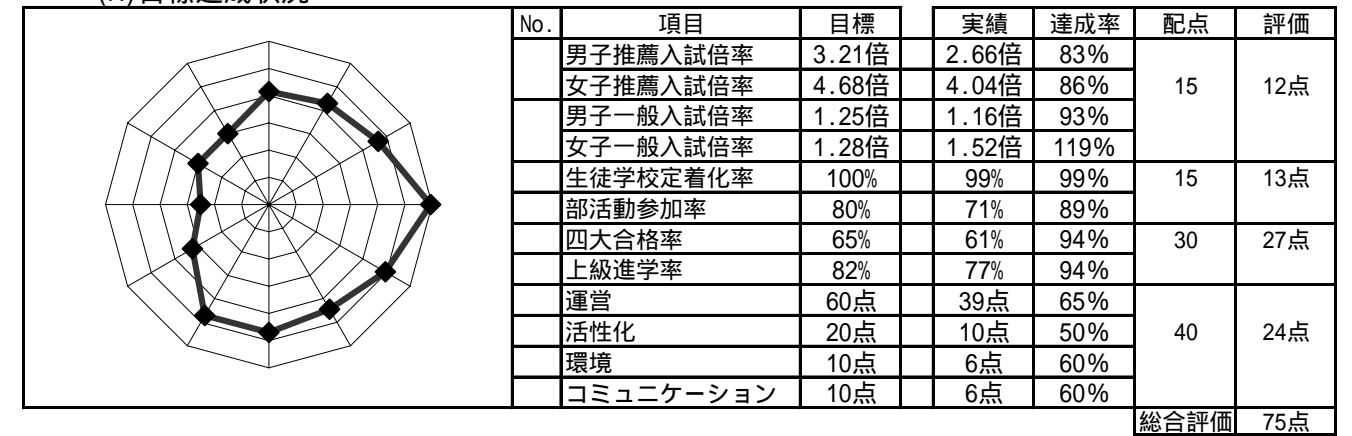 No. 項目 目標 実績 達成率 配点 評価
男子推薦入試倍率 3.21倍 2.66倍 83%
女子推薦入試倍率 4.68倍 4.04倍 86% 15 12点
男子一般入試倍率 1.25倍 1.16倍 93%
女子一般入試倍率 1.28倍 1.52倍 119%
生徒学校定着化率 100% 99% 99% 15 13点
部活動参加率 80% 71% 89%
四大合格率 65% 61% 94% 30 27点
上級進学率 82% 77% 94%
運営 60点 39点 65%
活性化 20点 10点 50% 40 24点
環境 10点 6点 60%
コミュニケーション 10点 6点 60%
総合評価 75点